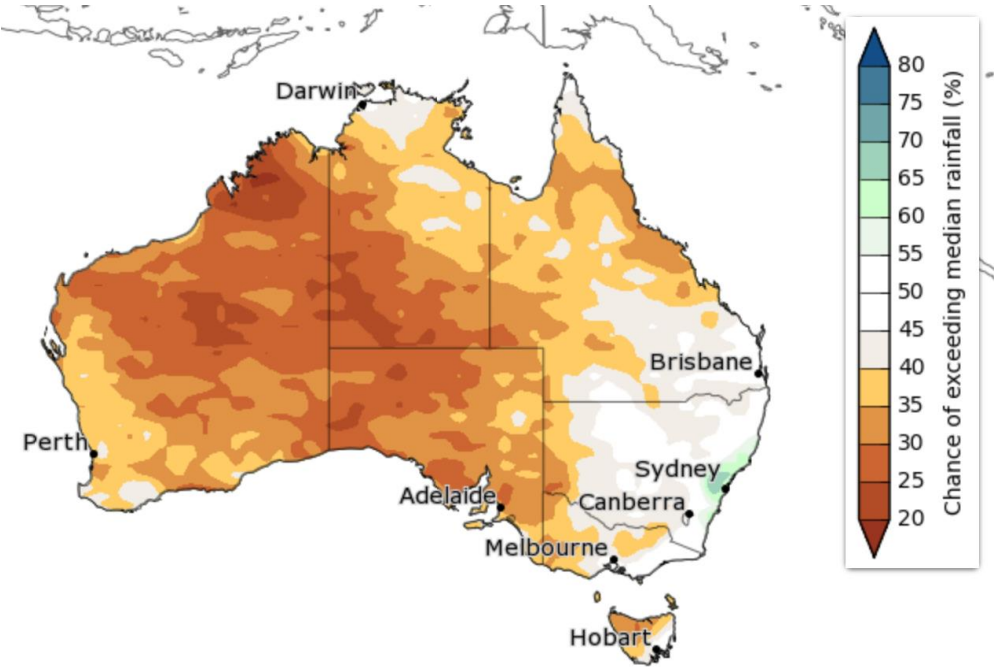 Darwin
Brisbane
Perth
Sydney
Adelaide
Canberra
Melbourne
Hobart
80
75
70
65
60
55
50
45
40
35
30
25
20
Chance of exceeding median rainfall (%)